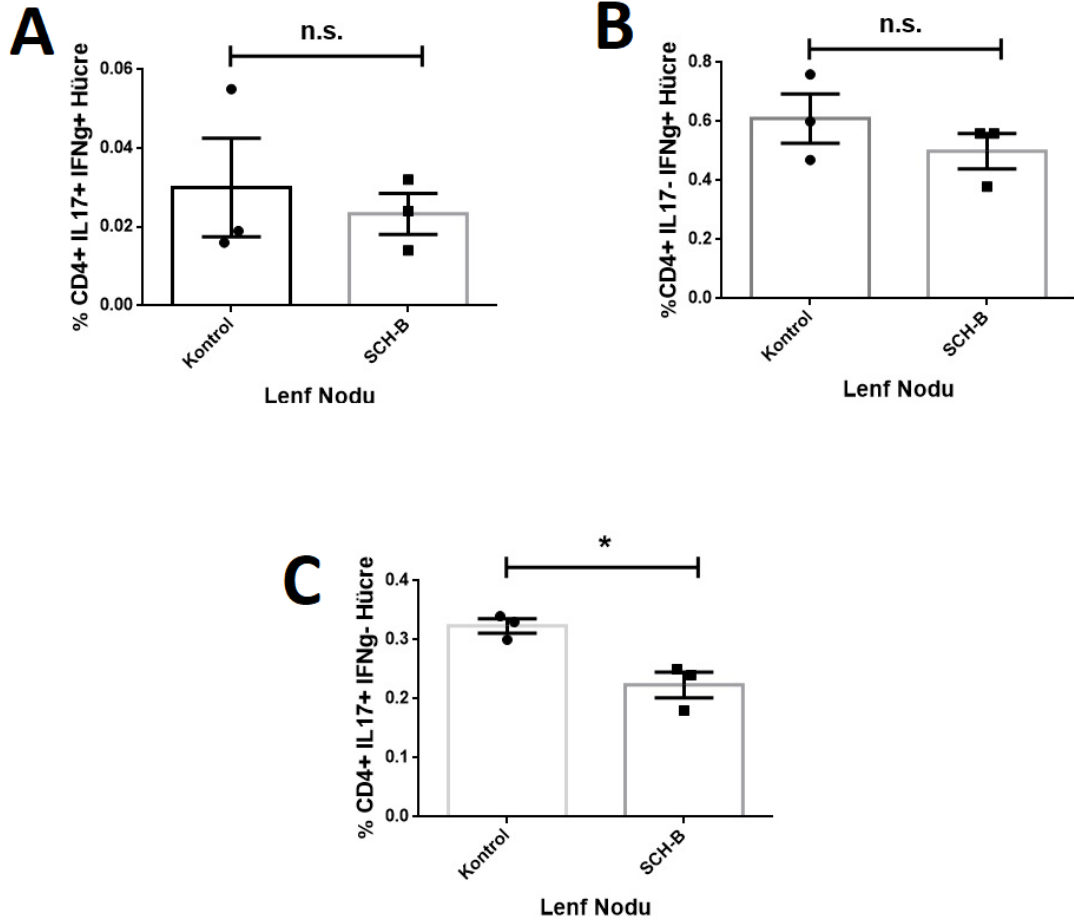 A
n.s.
% CD4+ IL17+ IFNg+ Hücre
0.06
0.04
0.02
0.00
Kontrol
SCH-B
Lenf Nodu
B
n.s.
%CD4+ IL17- IFNg+ Hücre
0.8
0.6
0.4
0.2
0.0
Kontrol
SCH-B
Lenf Nodu
C
*
% CD4+ IL17+ IFNg- Hücre
0.4
0.3
0.2
0.1
0.0
Kontrol
SCH-B
Lenf Nodu